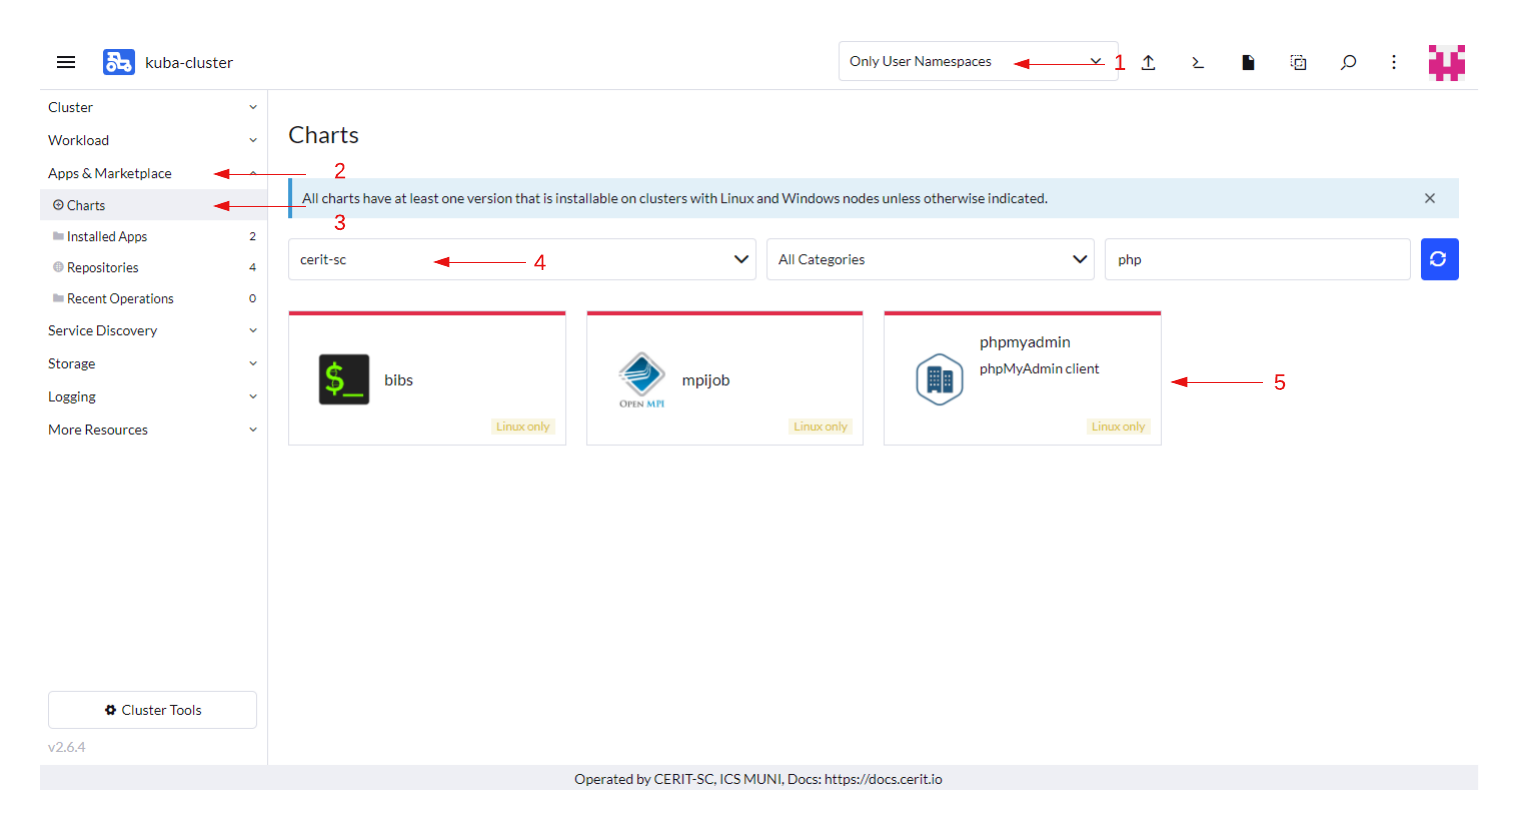 kuba-cluster
Only User Namespaces
1
Cluster
Workload
Apps & Marketplace
2
Charts
3
Installed Apps 2
Repositories 4
Recent Operations 0
Service Discovery
Storage
Logging
More Resources
Cluster Tools
v2.6.4
Charts
All charts have at least one version that is installable on clusters with Linux and Windows nodes unless otherwise indicated.
cerit-sc
4
All Categories
php
$_
bibs
Linux only
OPEN MPI
mpijob
Linux only
phpmyadmin
phpMyAdmin client
Linux only
5
Operated by CERIT-SC, ICS MUNI, Docs: https://docs.cerit.io